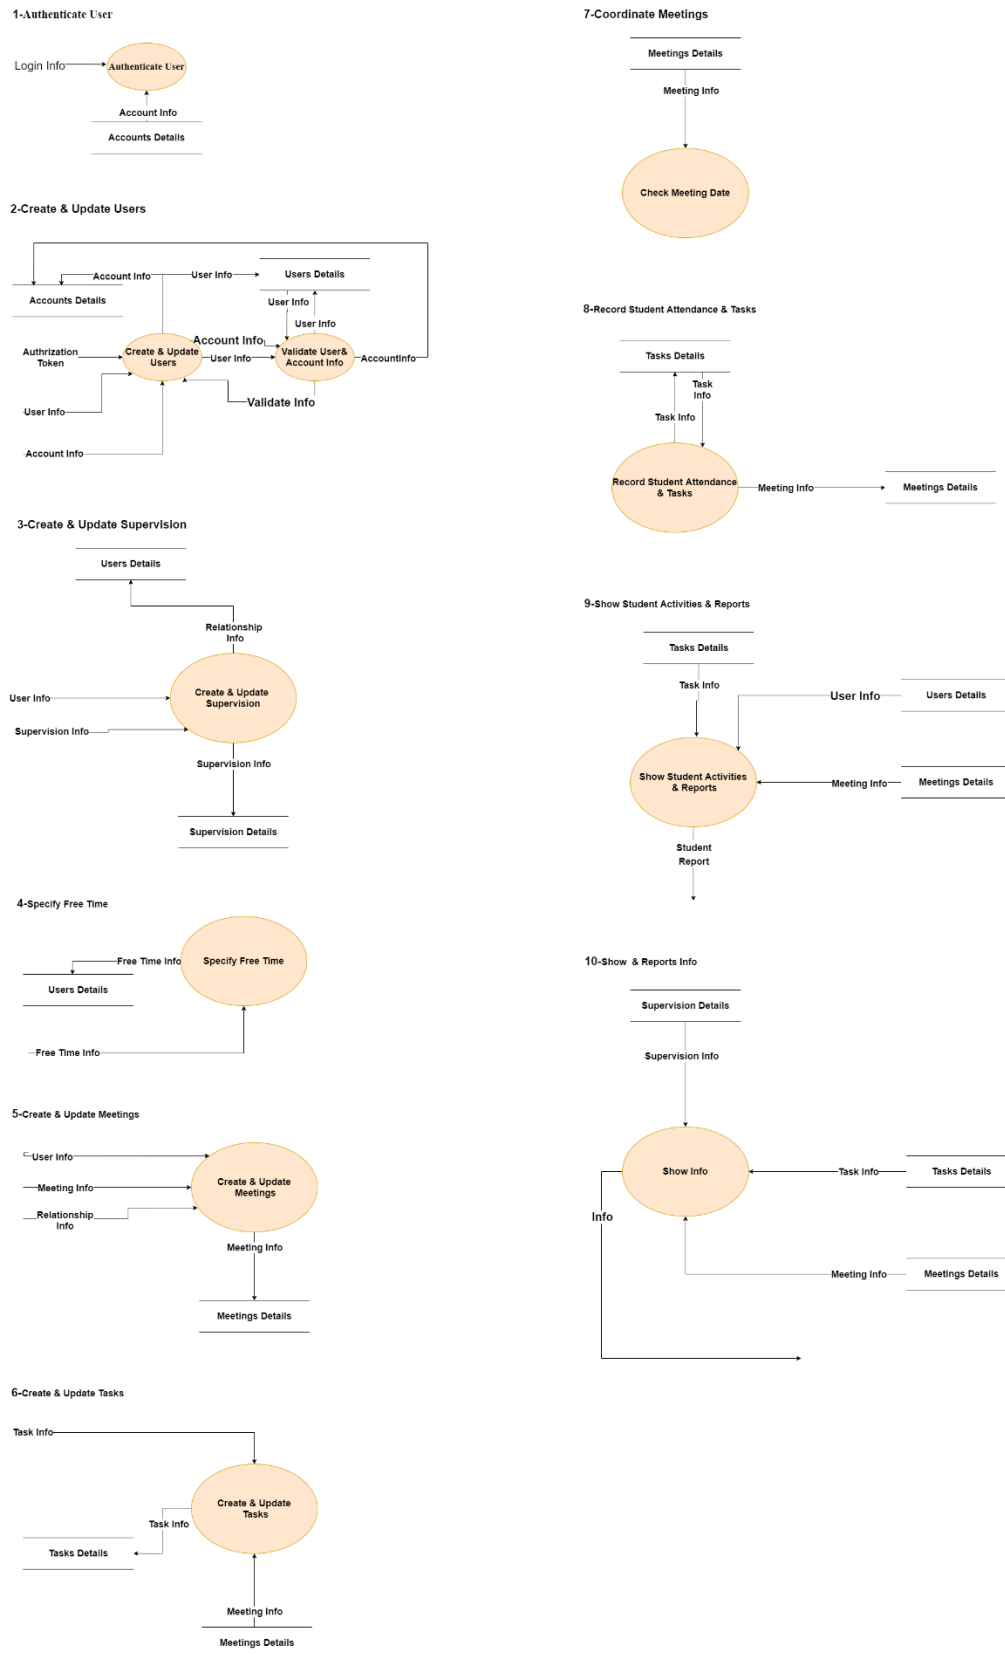 1-Authenticate User
Login Info
Authenticate User
Account Info
Accounts Details
2-Create & Update Users
Account Info
User Info
Users Details
Accounts Details
User Info
User Info
Authrization
Token
Create & Update
Users
Account Info
User Info
Validate User&
Account Info
AccountInfo
Validate Info
User Info
Account Info
3-Create & Update Supervision
Users Details
Relationship
Info
User Info
Create & Update
Supervision
Supervision Info
Supervision Info
Supervision Details
4-Specify Free Time
Free Time Info
Specify Free Time
Users Details
Free Time Info
5-Create & Update Meetings
User Info
Meeting Info
Relationship
Info
Create & Update
Meetings
Meeting Info
Meetings Details
6-Create & Update Tasks
Task Info
Create & Update
Tasks
Task Info
Tasks Details
Meeting Info
Meetings Details
7-Coordinate Meetings
Meetings Details
Meeting Info
Check Meeting Date
8-Record Student Attendance & Tasks
Tasks Details
Task
Info
Task Info
Record Student Attendance
& Tasks
Meeting Info
Meetings Details
9-Show Student Activities & Reports
Tasks Details
Task Info
User Info
Users Details
Show Student Activities
& Reports
Meeting Info
Meetings Details
Student
Report
10-Show & Reports Info
Supervision Details
Supervision Info
Show Info
Task Info
Tasks Details
Info
Meeting Info
Meetings Details